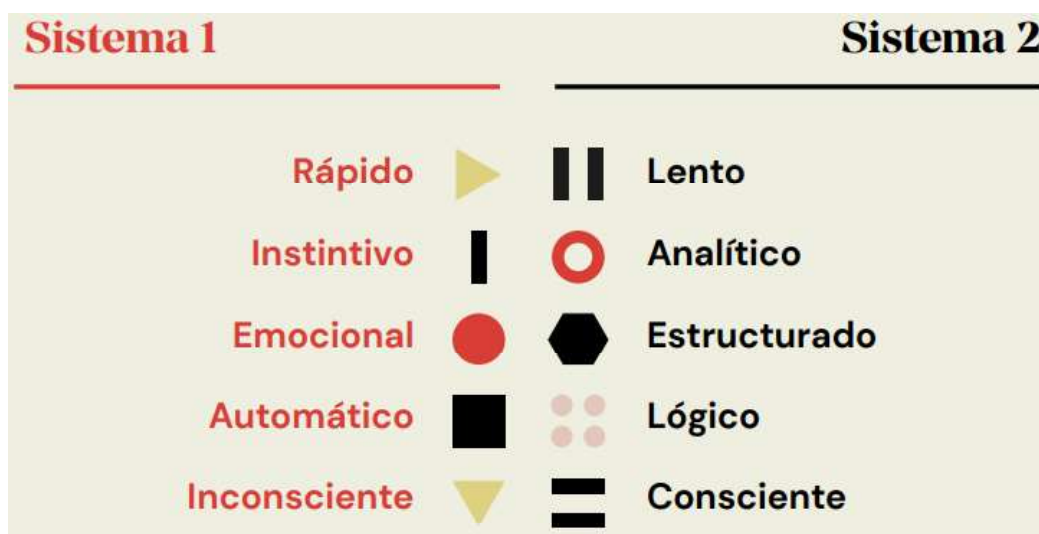 Sistema 1
Sistema 2
Rápido
Lento
Instintivo
Analítico
Emocional
Estructurado
Automático
Lógico
Inconsciente
Consciente